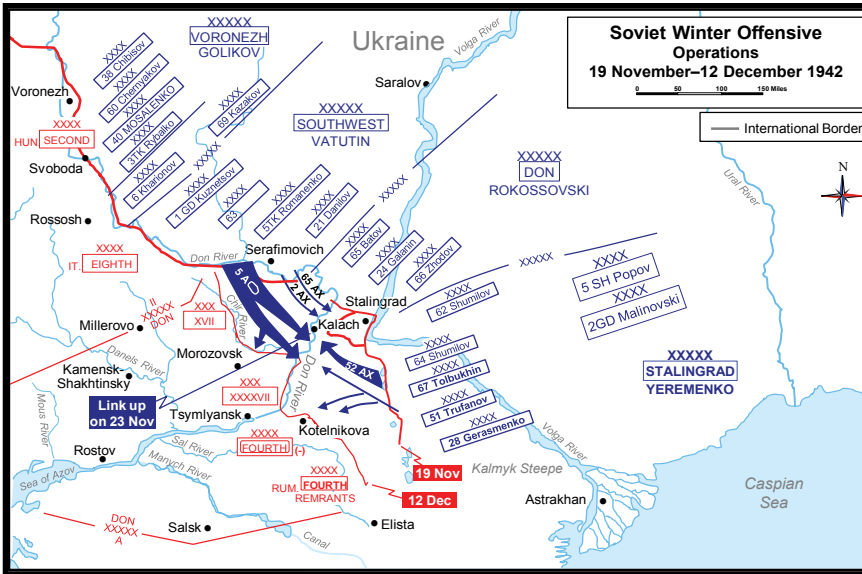 Soviet Winter Offensive
Operations
19 November–12 December 1942
0 50 100 150 Miles
International Border
N
XXXXX
VORONEZH
GOLIKOV
Ukraine
Volga River
Saralov
XXXX
38 Chibisov
XXXX
60 Chernyakov
XXXX
40 MOSALENKO
XXXX
3TK Rybalko
XXXX
6 Kharionov
XXXX
69 Kazakov
XXXXX
XXXXX
SOUTHWEST
VATUTIN
XXXX
1 GD Kuznetsov
XXXX
63
XXXX
5TK Romanenko
XXXX
21 Danilov
XXXXX
XXXX
65 Batov
XXXX
24 Galanin
XXXX
66 Zhodov
XXXXX
DON
ROKOSSOVSKI
Ural River
Voronezh
XXXX
HUN. SECOND
Svoboda
Rossosh
XXXX
IT. EIGHTH
Don River
Serafimovich
5 A
65 AX
2 AX
Chir River
Stalingrad
Kalach
XXXXX
XXXX
62 Shumilov
XXXX
5 SH Popov
XXXX
2GD Malinovski
XXXX
64 Shumilov
XXXX
67 Tolbukhin
XXXX
51 Trufanov
XXXX
28 Gerasmenko
XXXXX
STALINGRAD
YEREMENKO
II
XXXXX
DON
XXX
XVII
Millerovo
Danels River
Morozovsk
Kamensk-
Shakhtinsky
XXX
XXXXVII
52 AX
Don River
Link up
on 23 Nov
Tsymlyansk
Mous River
Kotelnikova
Sal River
XXXX
FOURTH (-)
Rostov
Manych River
Sea of Azov
XXXX
RUM. FOURTH
REMRANTS
19 Nov
12 Dec
Kalmyk Steepe
Volga River
Astrakhan
Caspian
Sea
DON
XXXXX
A
Salsk
Elista
Canal